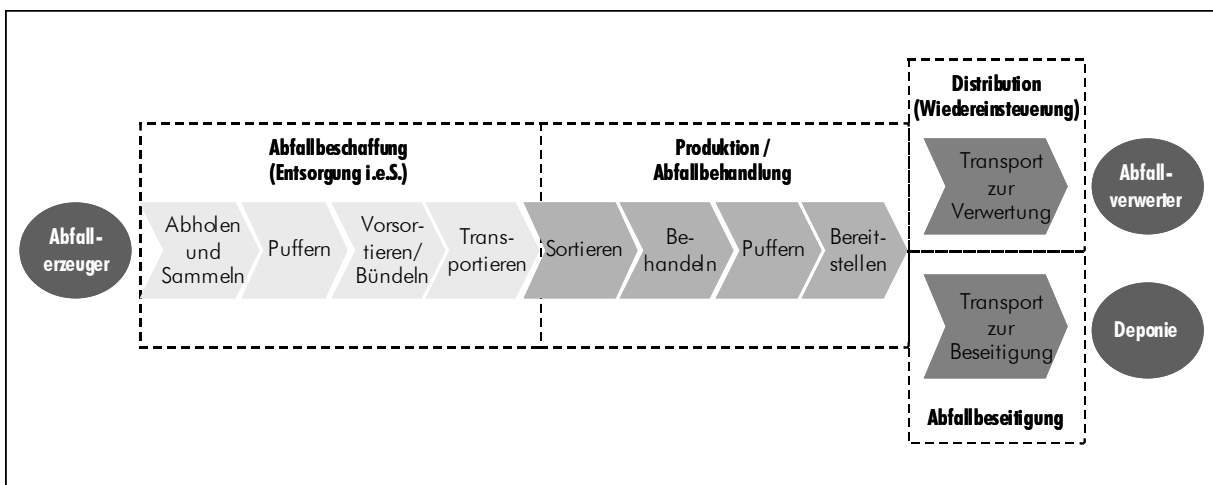 Abfall-
erzeuger
Abfallbeschaffung
(Entsorgung i.e.S.)
Abholen
und
Sammeln
Puffern
Vorsor-
tieren/
Bündeln
Trans-
portieren
Produktion /
Abfallbehandlung
Sortieren
Be-
handeln
Puffern
Bereit-
stellen
Distribution
(Wiedereinsteuerung)
Transport
zur
Verwertung
Abfall-
verwerter
Transport
zur
Beseitigung
Abfallbeseitigung
Deponie